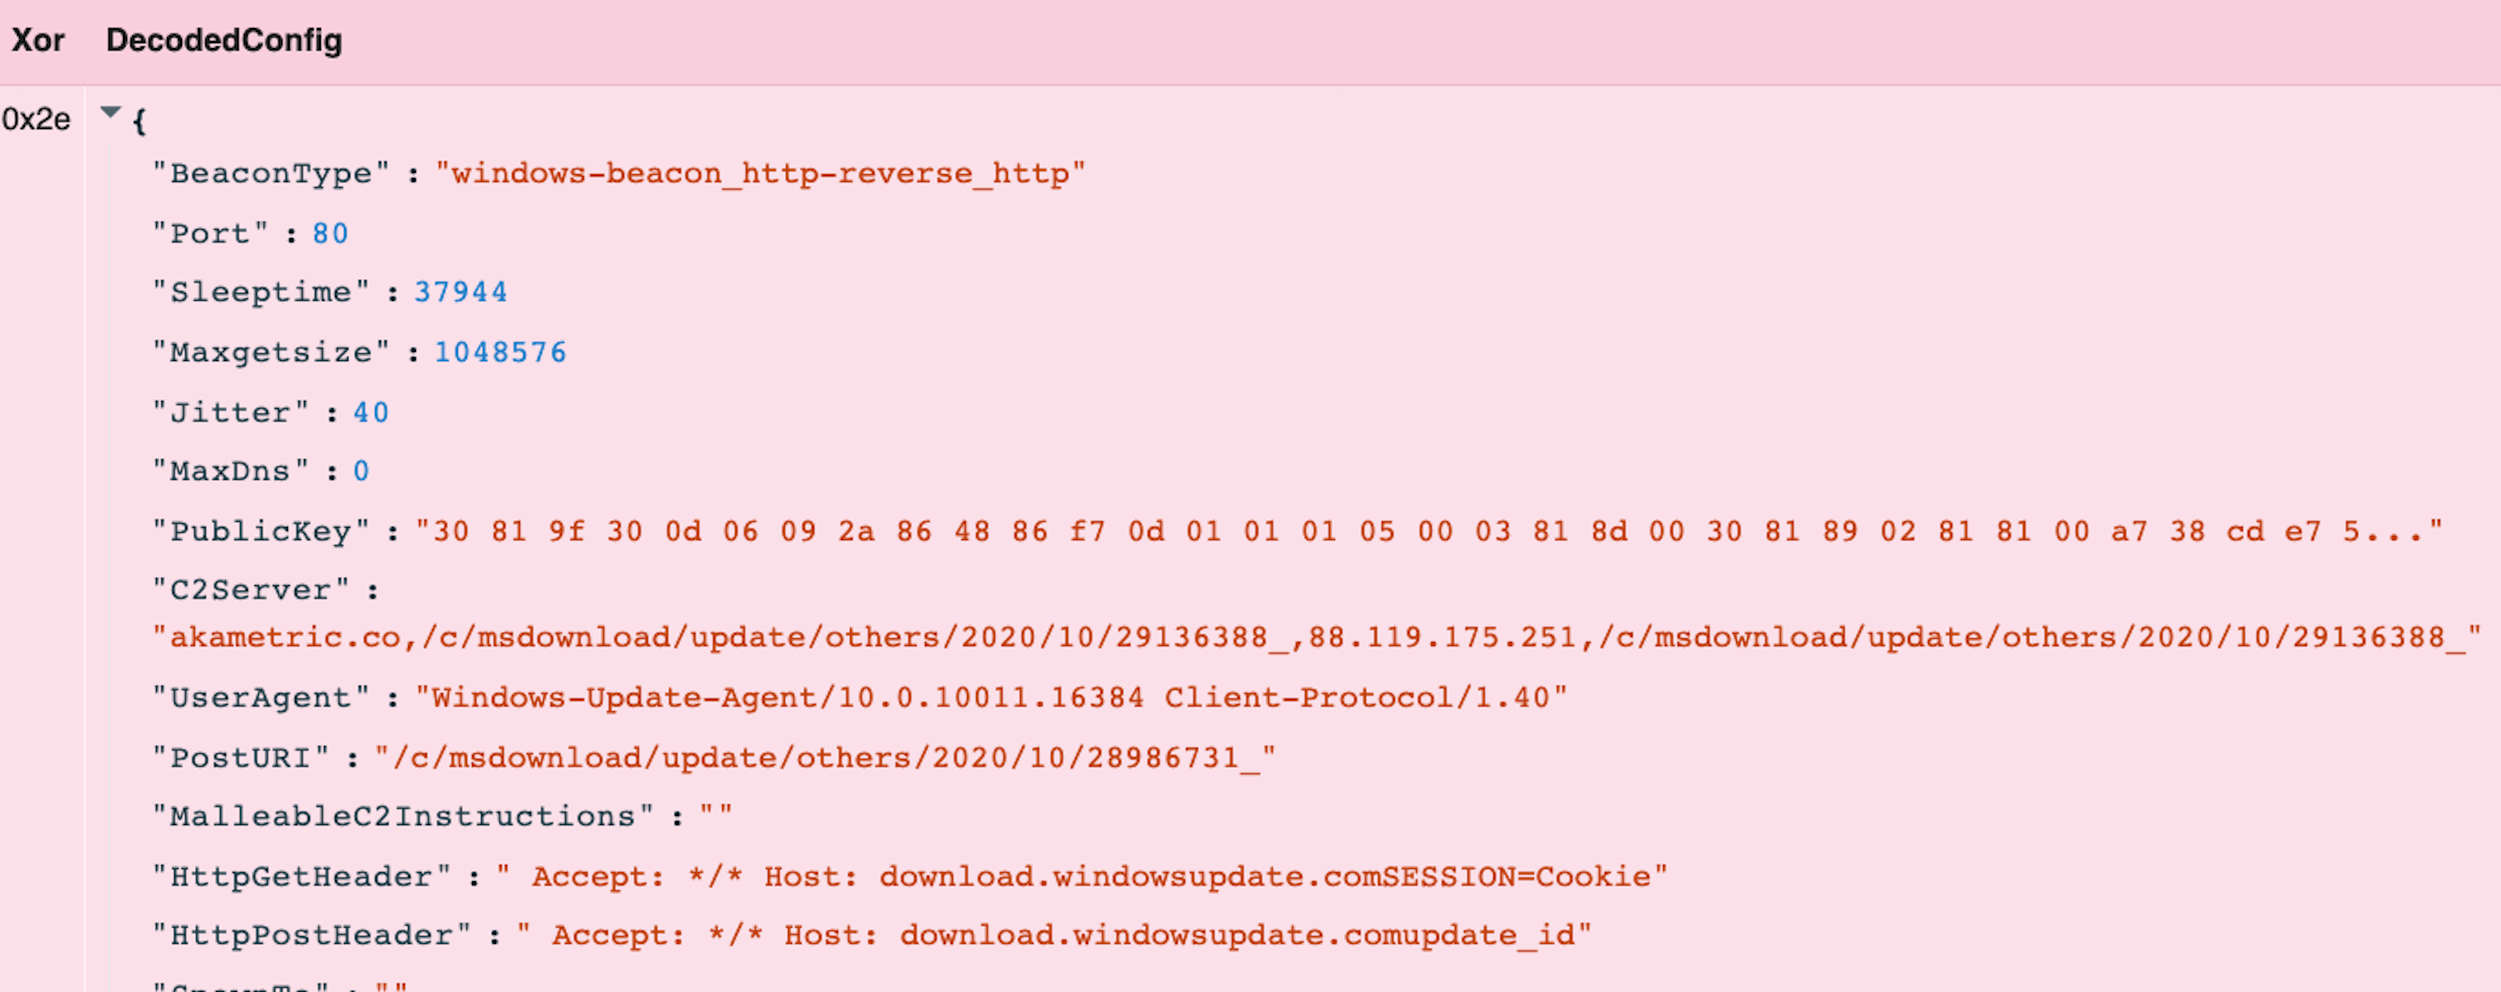 Xor DecodedConfig
0x2e {
"BeaconType" : "windows-beacon_http-reverse_http"
"Port" : 80
"Sleeptime" : 37944
"Maxgetsize" : 1048576
"Jitter" : 40
"MaxDns" : 0
"PublicKey" : "30 81 9f 30 0d 06 09 2a 86 48 86 f7 0d 01 01 01 05 00 03 81 8d 00 30 81 89 02 81 81 00 a7 38 cd e7 5..."
"C2Server" :
"akametric.co,/c/msdownload/update/others/2020/10/29136388_,88.119.175.251,/c/msdownload/update/others/2020/10/29136388_"
"UserAgent" : "Windows-Update-Agent/10.0.10011.16384 Client-Protocol/1.40"
"PostURI" : "/c/msdownload/update/others/2020/10/28986731_"
"MalleableC2Instructions" : ""
"HttpGetHeader" : " Accept: */* Host: download.windowsupdate.comSESSION=Cookie"
"HttpPostHeader" : " Accept: */* Host: download.windowsupdate.comupdate_id"